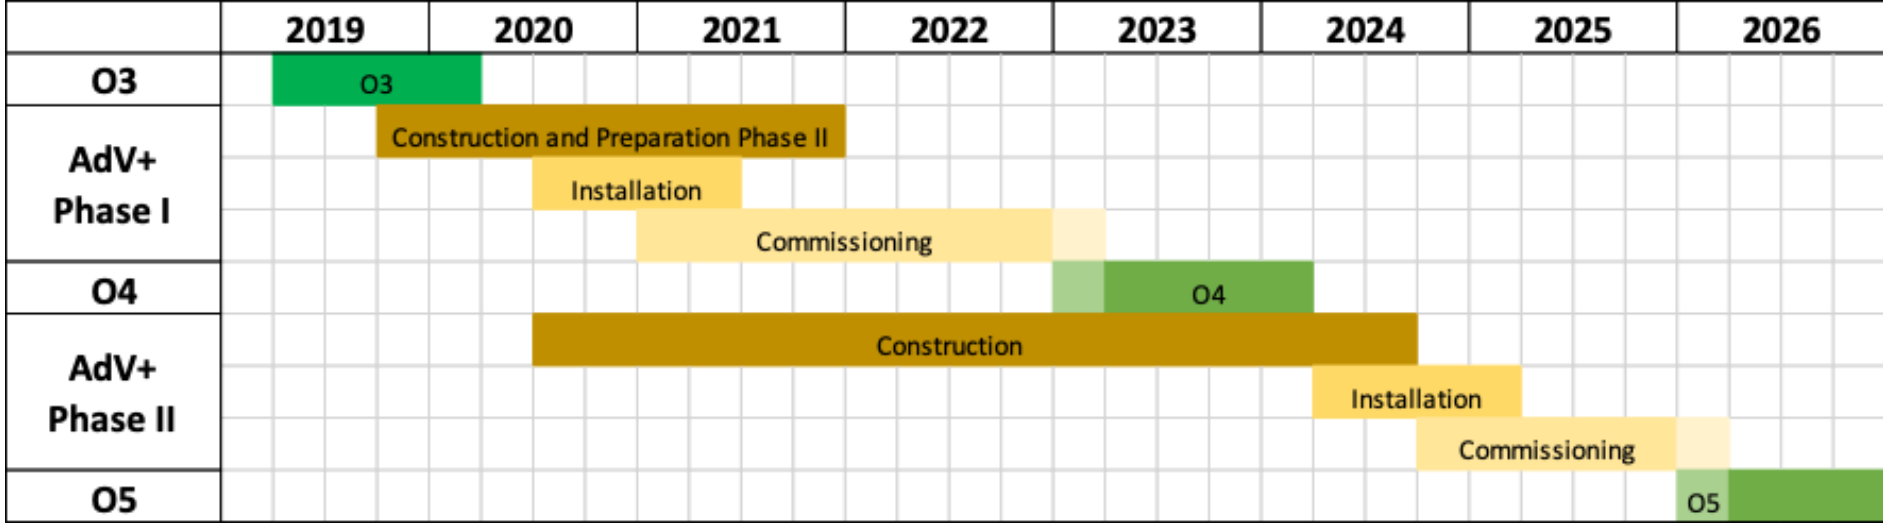 2019 2020 2021 2022 2023 2024 2025 2026
O3 O3
AdV+
Phase I
Construction and Preparation Phase II
Installation
Commissioning
O4 O4
AdV+
Phase II
Construction
Installation
Commissioning
O5 O5